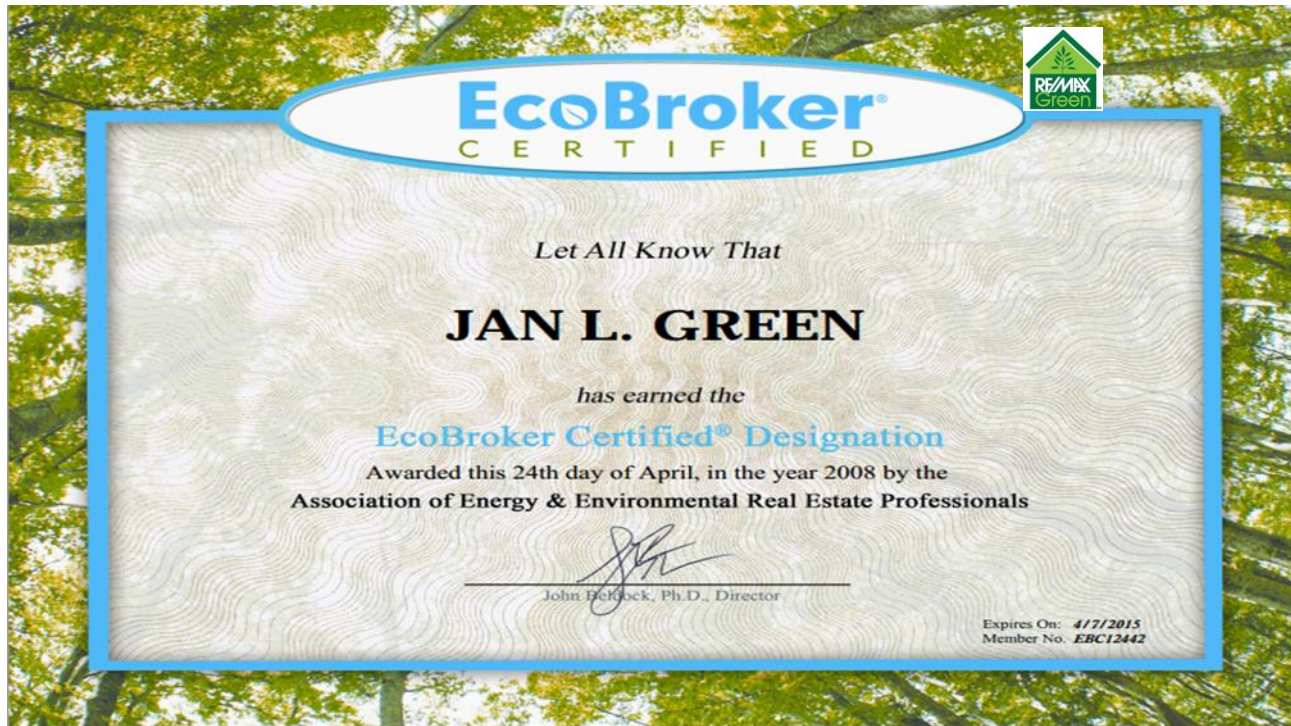 EcoBroker®
CERTIFIED
RE/MAX
Green
Let All Know That
JAN L. GREEN
has earned the
EcoBroker Certified® Designation
Awarded this 24th day of April, in the year 2008 by the
Association of Energy & Environmental Real Estate Professionals
John Beldock, Ph.D., Director
Expires On: 4/7/2015
Member No. EBC12442